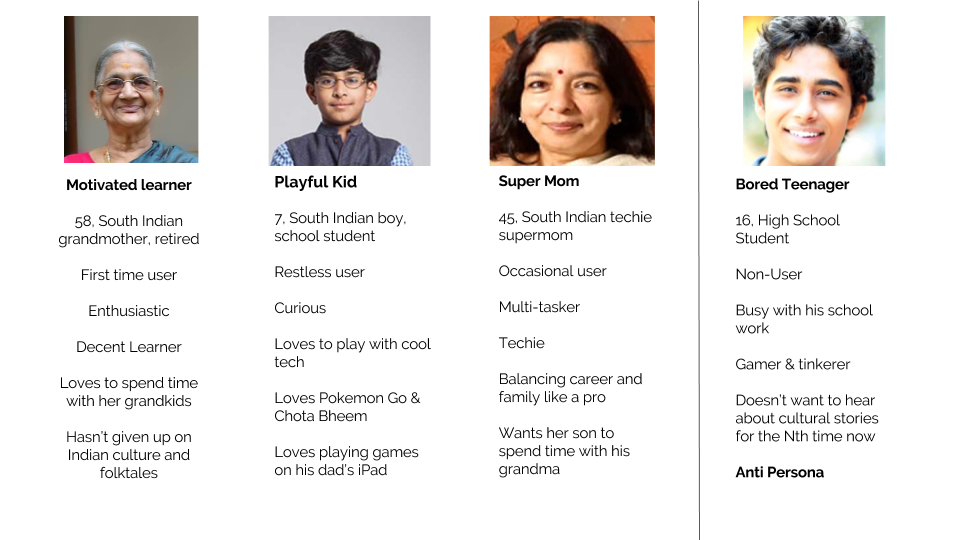 Motivated learner
58, South Indian
grandmother, retired
First time user
Enthusiastic
Decent Learner
Loves to spend time
with her grandkids
Hasn't given up on
Indian culture and
folktales
Playful Kid
7, South Indian boy,
school student
Restless user
Curious
Loves to play with cool
tech
Loves Pokemon Go &
Chota Bheem
Loves playing games
on his dad's iPad
Super Mom
45, South Indian techie
supermom
Occasional user
Multi-tasker
Techie
Balancing career and
family like a pro
Wants her son to
spend time with his
grandma
Bored Teenager
16, High School
Student
Non-User
Busy with his school
work
Gamer & tinkerer
Doesn't want to hear
about cultural stories
for the Nth time now
Anti Persona